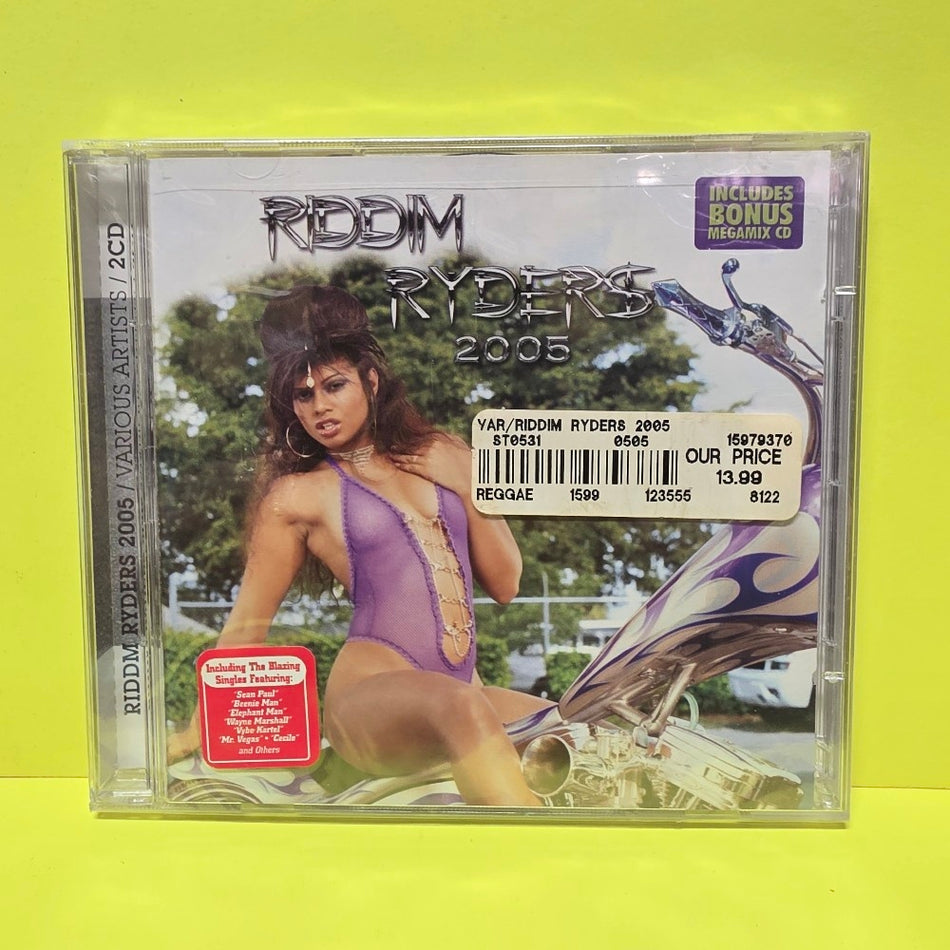 RIDDM RYDERS 2005 / VARIOUS ARTISTS / 2CD
RIDDIM
RYDERS
2005
INCLUDES
BONUS
MEGAMIX CD
YAR/RIDDIM RYDERS 2005
ST0531 0505 15979370
OUR PRICE
13.99
REGGAE 1599 123555 8122
Including The Blazing
Singles Featuring:
"Sean Paul"
"Beenie Man"
"Elephant Man"
"Wayne Marshall"
"Vybe Kartel"
"Mr. Vegas" • "Cecile"
and Others